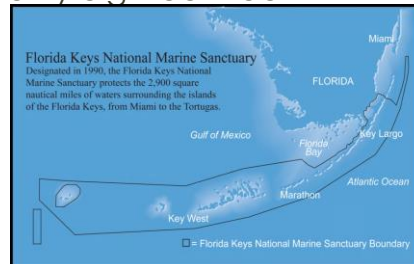 Florida Keys National Marine Sanctuary
Designated in 1990, the Florida Keys National
Marine Sanctuary protects the 2,900 square
nautical miles of waters surrounding the islands
of the Florida Keys, from Miami to the Tortugas.
Miami
FLORIDA
Gulf of Mexico
Florida
Bay
Key Largo
Atlantic Ocean
Marathon
Key West
= Florida Keys National Marine Sanctuary Boundary